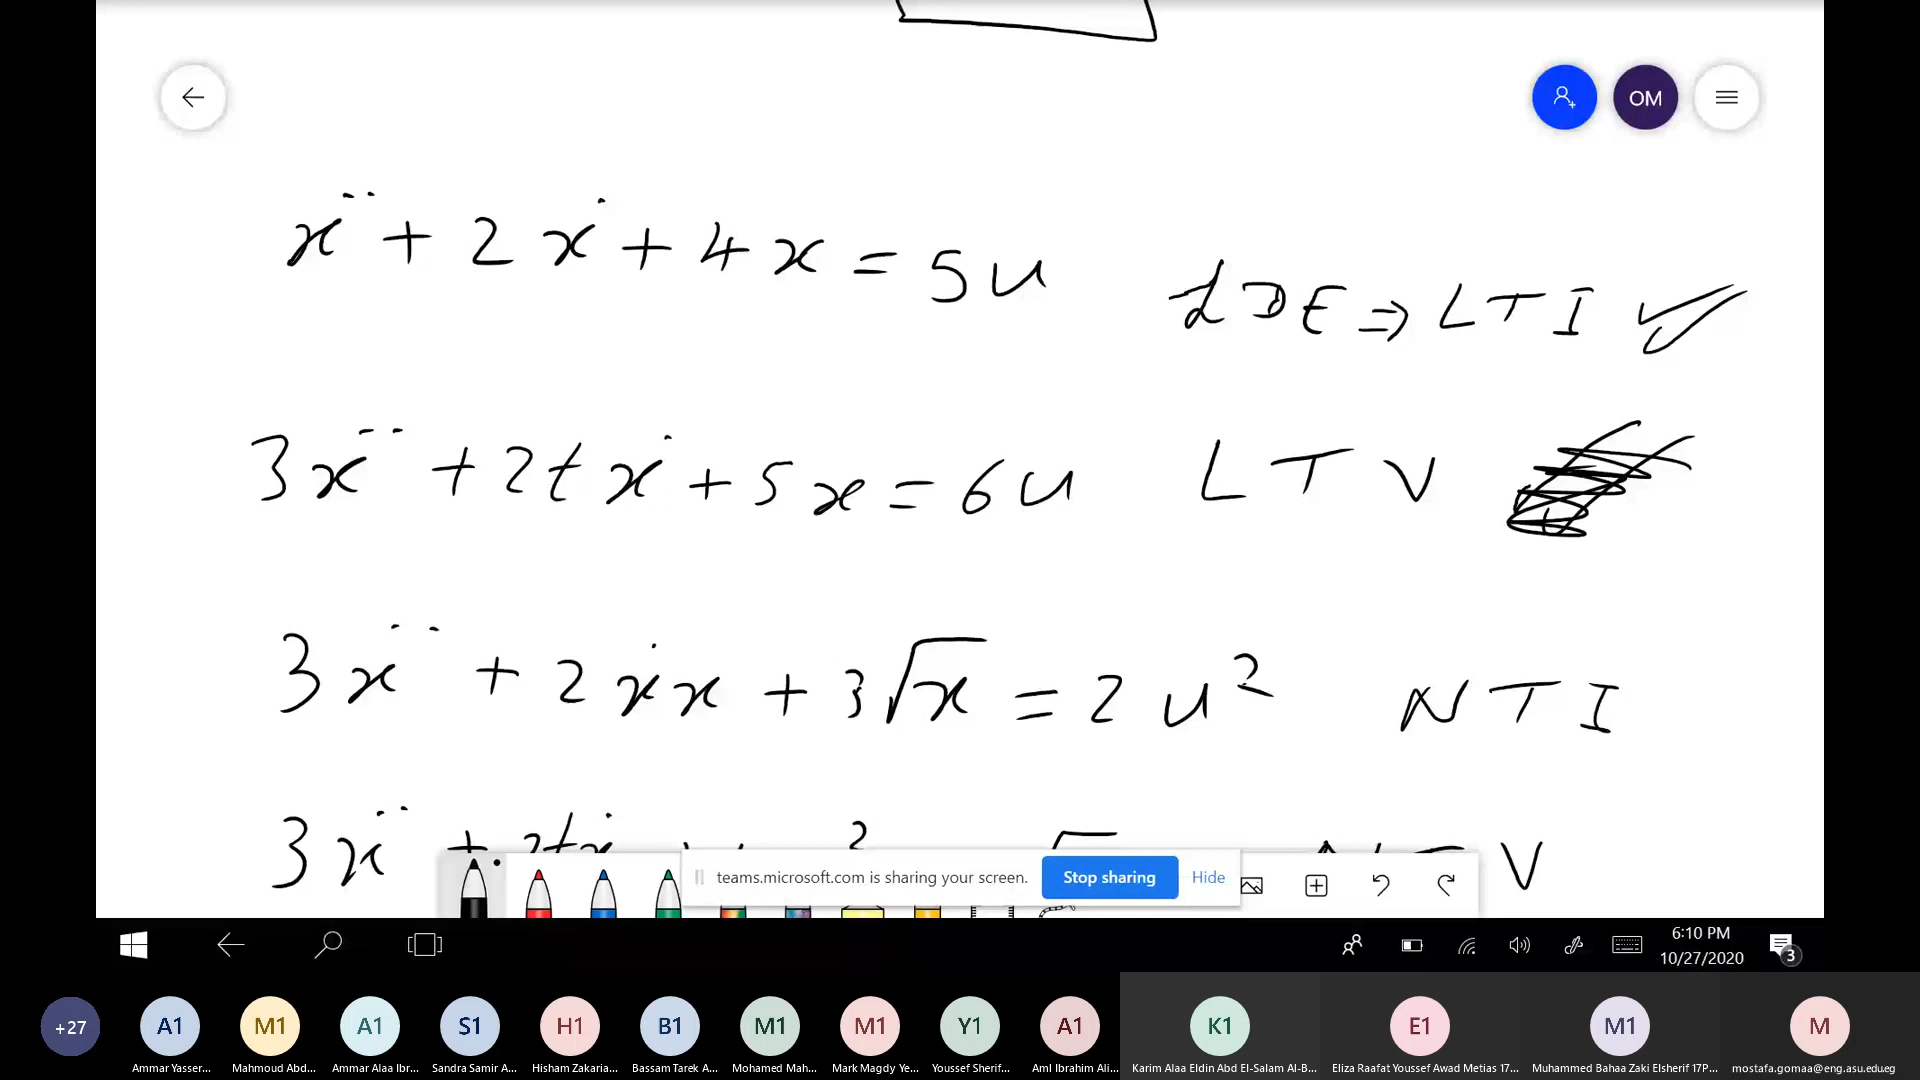 OM
ẍ + 2ẋ + 4x = 5u
LDE ⇒ LTI ✓
3ẍ + 2tẋ + 5x = 6u LTV
3ẍ + 2ẋx + 3√x = 2u² NTI
3ẍ + 2tẋ
V
teams.microsoft.com is sharing your screen. Stop sharing Hide
6:10 PM
10/27/2020
3
+27 A1 M1 A1 S1 H1 B1 M1 M1 Y1 A1 K1 E1 M1 M
Ammar Yasser... Mahmoud Abd... Ammar Alaa Ibr... Sandra Samir A... Hisham Zakaria... Bassam Tarek A... Mohamed Mah... Mark Magdy Ye... Youssef Sherif... Aml Ibrahim Ali... Karim Alaa Eldin Abd El-Salam Al-B... Eliza Raafat Youssef Awad Metias 17... Muhammed Bahaa Zaki Elsherif 17P... mostafa.gomaa@eng.asu.edu.eg